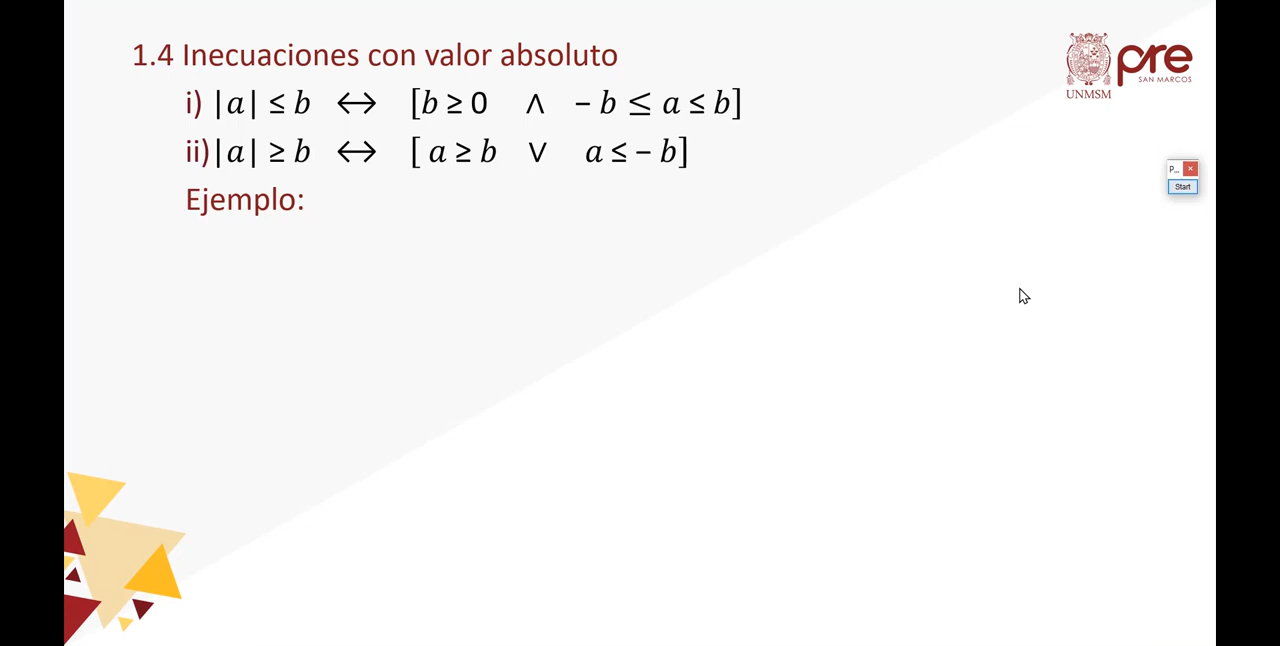 1.4 Inecuaciones con valor absoluto
i) |a| ≤ b ↔ [b ≥ 0 ∧ − b ≤ a ≤ b]
ii)|a| ≥ b ↔ [ a ≥ b ∨ a ≤ − b]
Ejemplo:
pre
SAN MARCOS
UNMSM
P...
Start